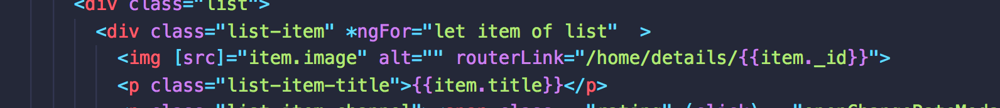 <div class="list">
<div class="list-item" *ngFor="let item of list"  >
<img [src]="item.image" alt="" routerLink="/home/details/{{item._id}}">
<p class="list-item-title">{{item.title}}</p>